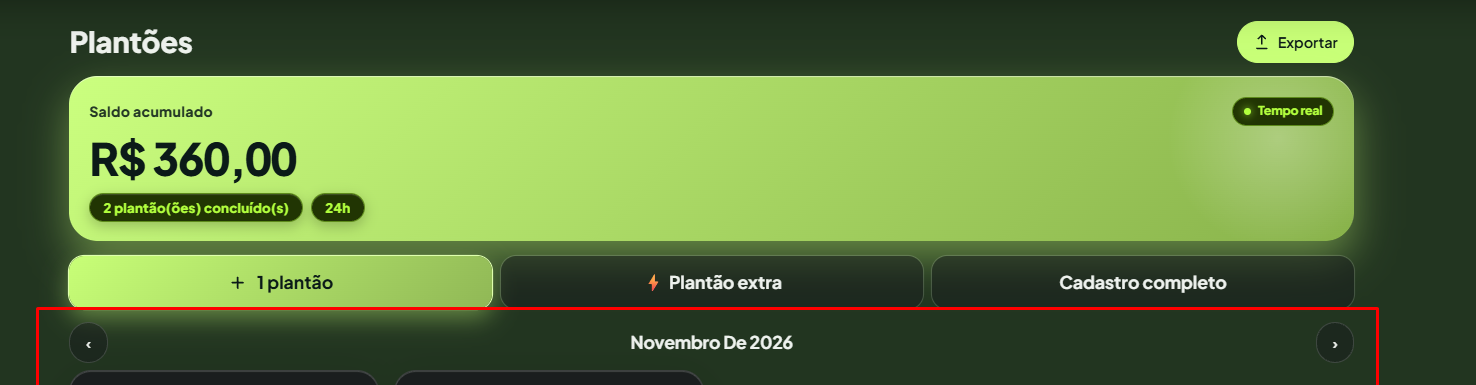 Plantões
Exportar
Saldo acumulado
Tempo real
R$ 360,00
2 plantão(ões) concluído(s)
24h
+ 1 plantão
Plantão extra
Cadastro completo
‹
Novembro De 2026
›